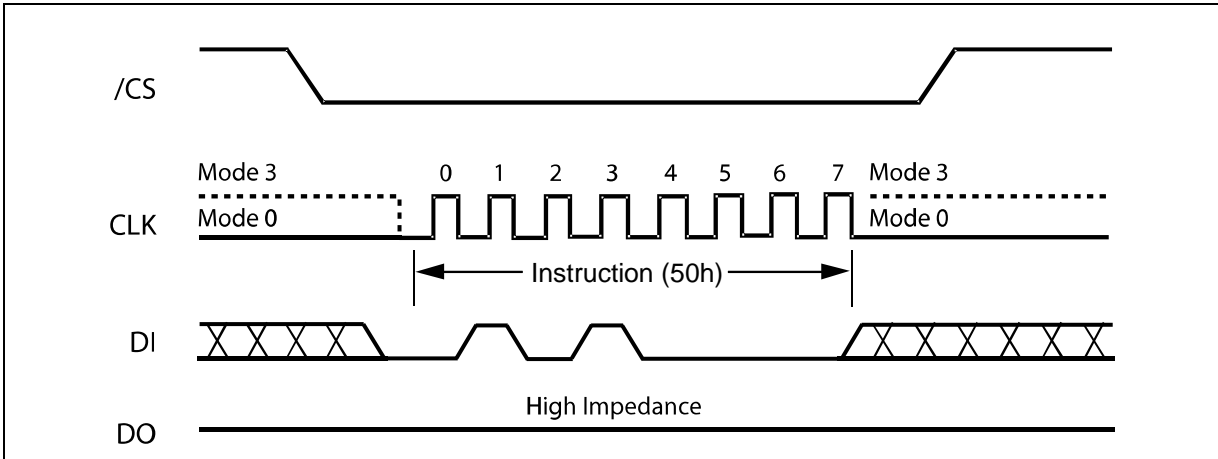 /CS
Mode 3 0 1 2 3 4 5 6 7 Mode 3
CLK Mode 0 Mode 0
Instruction (50h)
DI
High Impedance
DO